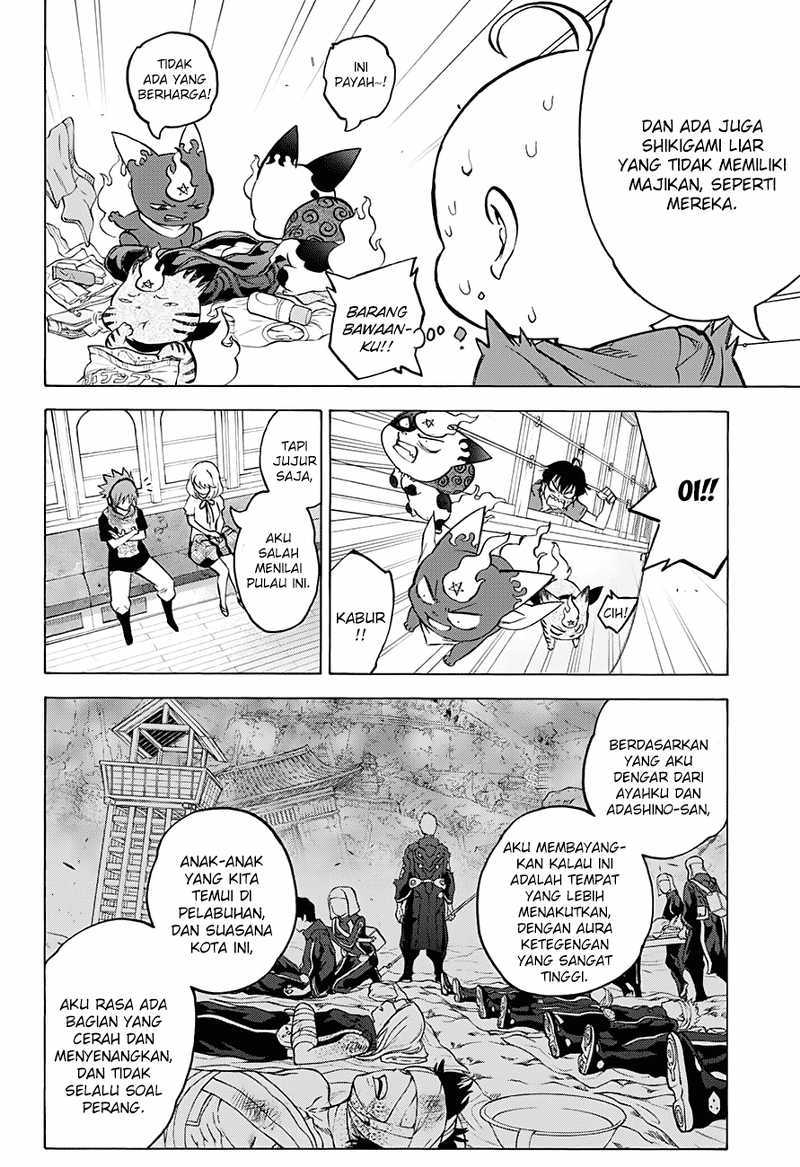 DAN ADA JUGA
SHIKIGAMI LIAR
YANG TIDAK MEMILIKI
MAJIKAN, SEPERTI
MEREKA.
INI
PAYAH~!
TIDAK
ADA YANG
BERHARGA!
BARANG
BAWAAN-
KU!!
OI!!
CIH!
KABUR
!!
TAPI
JUJUR
SAJA,
AKU
SALAH
MENILAI
PULAU INI.
BERDASARKAN
YANG AKU
DENGAR DARI
AYAHKU DAN
ADASHINO-SAN,
AKU MEMBAYANG-
KAN KALAU INI
ADALAH TEMPAT
YANG LEBIH
MENAKUTKAN,
DENGAN AURA
KETEGENGAN
YANG SANGAT
TINGGI.
ANAK-ANAK
YANG KITA
TEMUI DI
PELABUHAN,
DAN SUASANA
KOTA INI,
AKU RASA ADA
BAGIAN YANG
CERAH DAN
MENYENANGKAN,
DAN TIDAK
SELALU SOAL
PERANG.